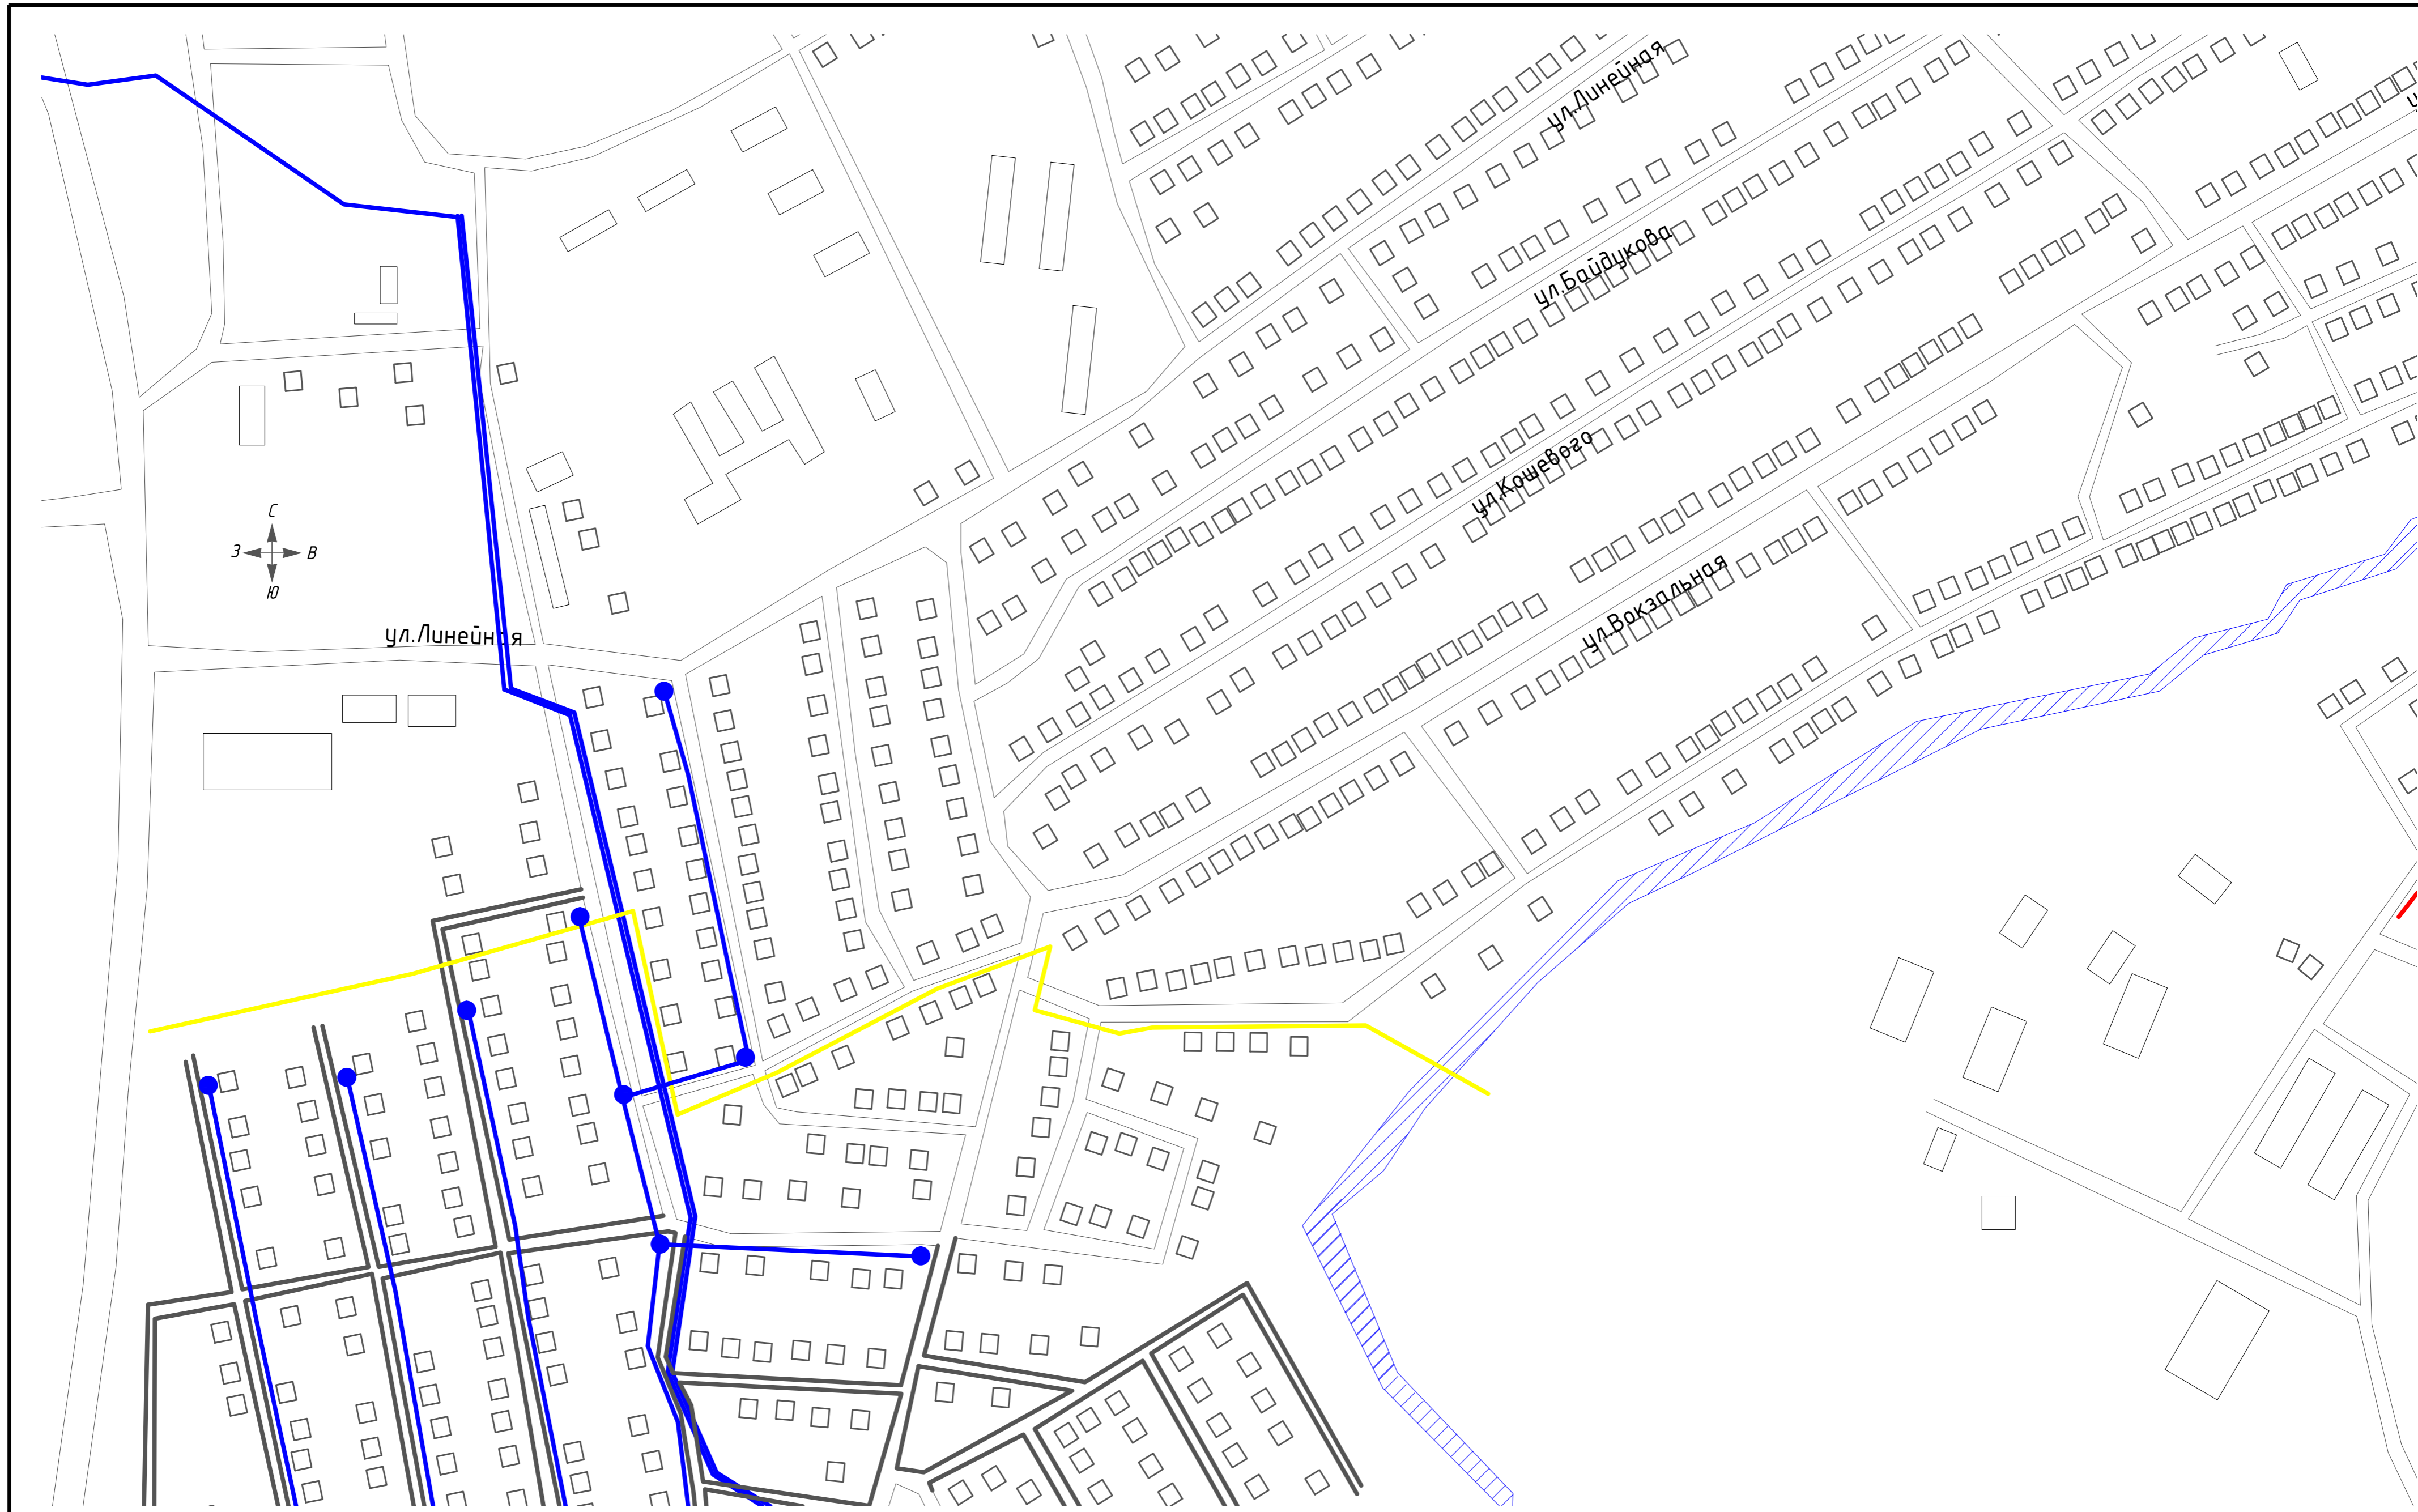 ул.Линейная
ул.Байдукова
ул.Кошевого
С
З В
Ю
ул.Вокзальная
ул.Линейная